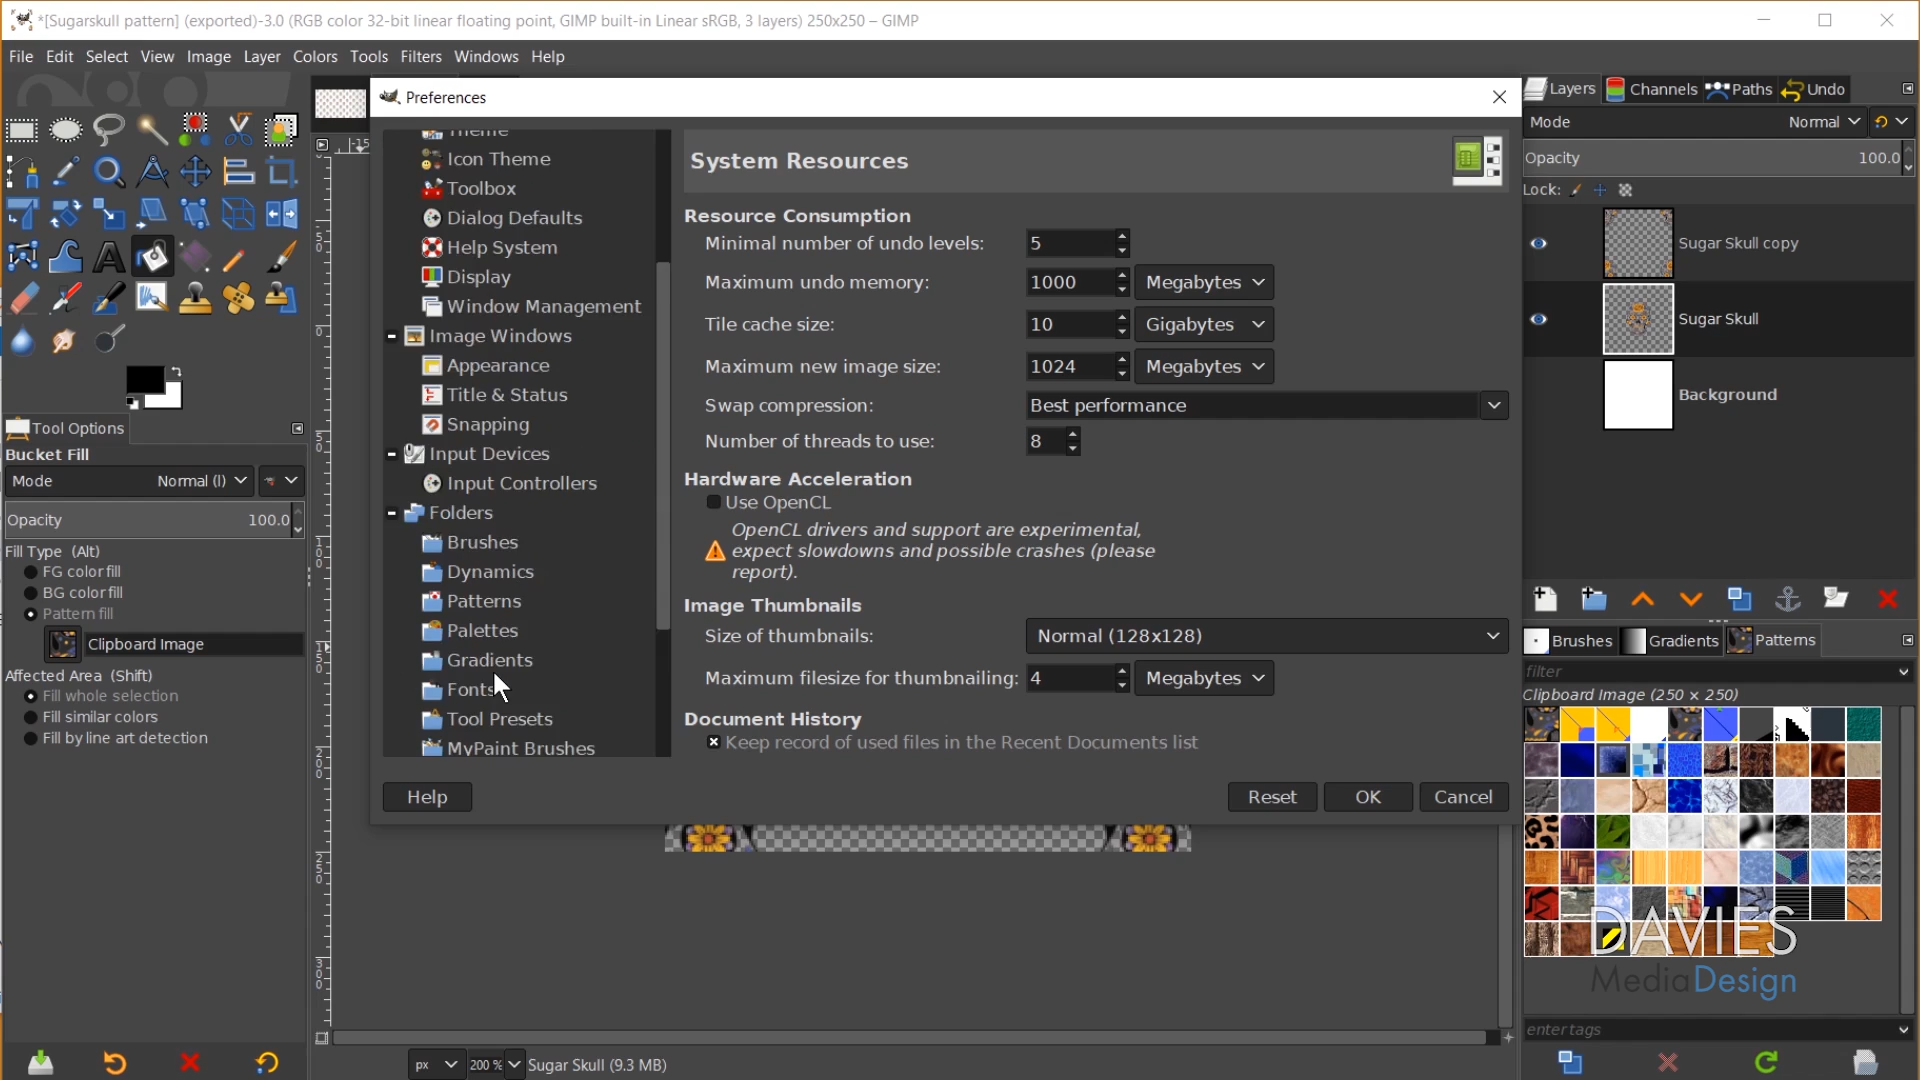 *[Sugarskull pattern] (exported)-3.0 (RGB color 32-bit linear floating point, GIMP built-in Linear sRGB, 3 layers) 250x250 – GIMP
File Edit Select View Image Layer Colors Tools Filters Windows Help
Preferences
Theme
Icon Theme
Toolbox
Dialog Defaults
Help System
Display
Window Management
Image Windows
Appearance
Title & Status
Snapping
Input Devices
Input Controllers
Folders
Brushes
Dynamics
Patterns
Palettes
Gradients
Fonts
Tool Presets
MyPaint Brushes
System Resources
Resource Consumption
Minimal number of undo levels: 5
Maximum undo memory: 1000 Megabytes
Tile cache size: 10 Gigabytes
Maximum new image size: 1024 Megabytes
Swap compression: Best performance
Number of threads to use: 8
Hardware Acceleration
Use OpenCL
OpenCL drivers and support are experimental,
expect slowdowns and possible crashes (please
report).
Image Thumbnails
Size of thumbnails: Normal (128x128)
Maximum filesize for thumbnailing: 4 Megabytes
Document History
Keep record of used files in the Recent Documents list
Help Reset OK Cancel
Tool Options
Bucket Fill
Mode Normal (l)
Opacity 100.0
Fill Type (Alt)
FG color fill
BG color fill
Pattern fill
Clipboard Image
Affected Area (Shift)
Fill whole selection
Fill similar colors
Fill by line art detection
Layers Channels Paths Undo
Mode Normal
Opacity 100.0
Lock:
Sugar Skull copy
Sugar Skull
Background
Brushes Gradients Patterns
filter
Clipboard Image (250 × 250)
DAVIES
MediaDesign
enter tags
px 200 % Sugar Skull (9.3 MB)